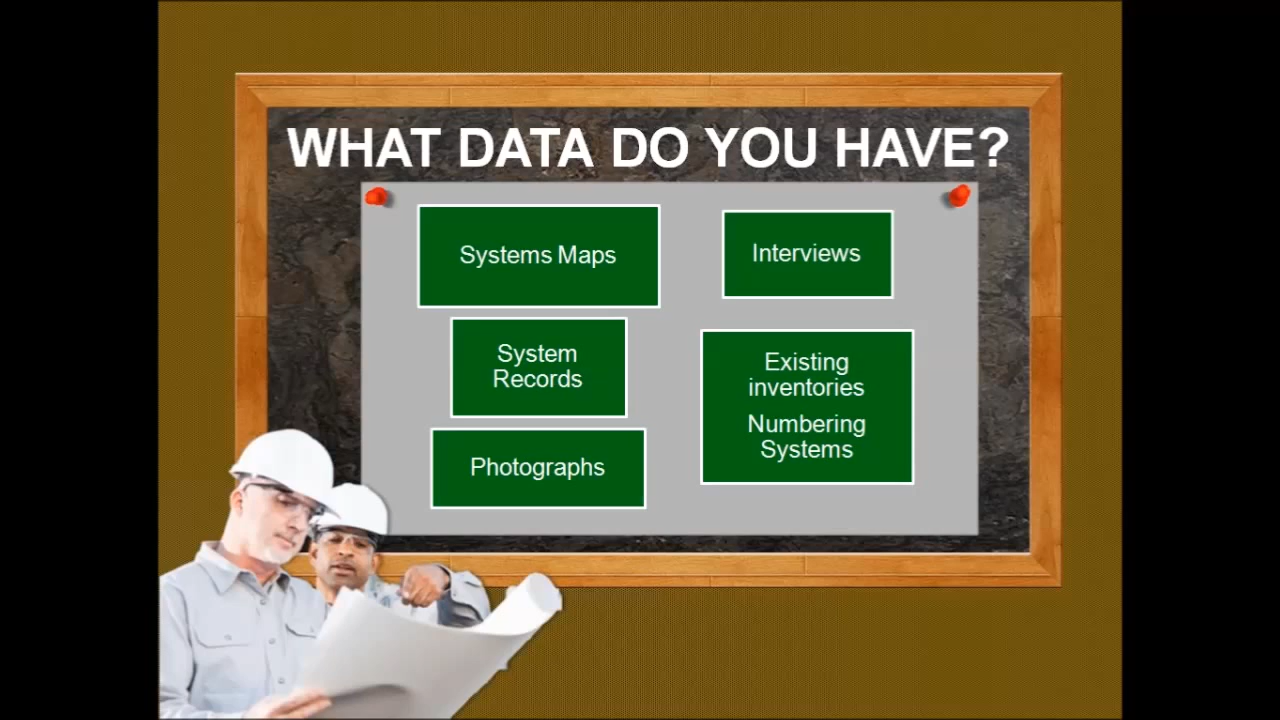 WHAT DATA DO YOU HAVE?
Systems Maps
System
Records
Photographs
Interviews
Existing
inventories
Numbering
Systems